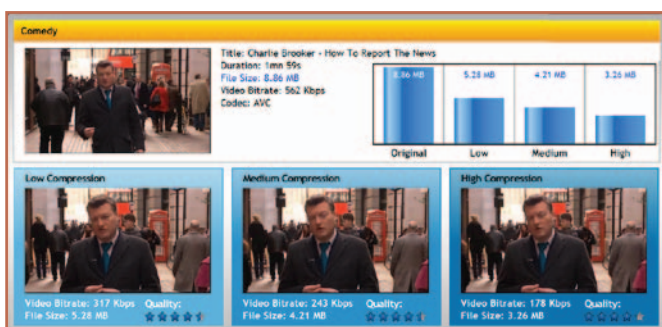 Comedy
Title: Charlie Brooker - How To Report The News
Duration: 1mn 59s
File Size: 8.86 MB
Video Bitrate: 562 Kbps
Codec: AVC
8.86 MB 5.28 MB 4.21 MB 3.26 MB
Original Low Medium High
Low Compression
Video Bitrate: 317 Kbps Quality:
File Size: 5.28 MB
Medium Compression
Video Bitrate: 243 Kbps Quality:
File Size: 4.21 MB
High Compression
Video Bitrate: 178 Kbps Quality:
File Size: 3.26 MB